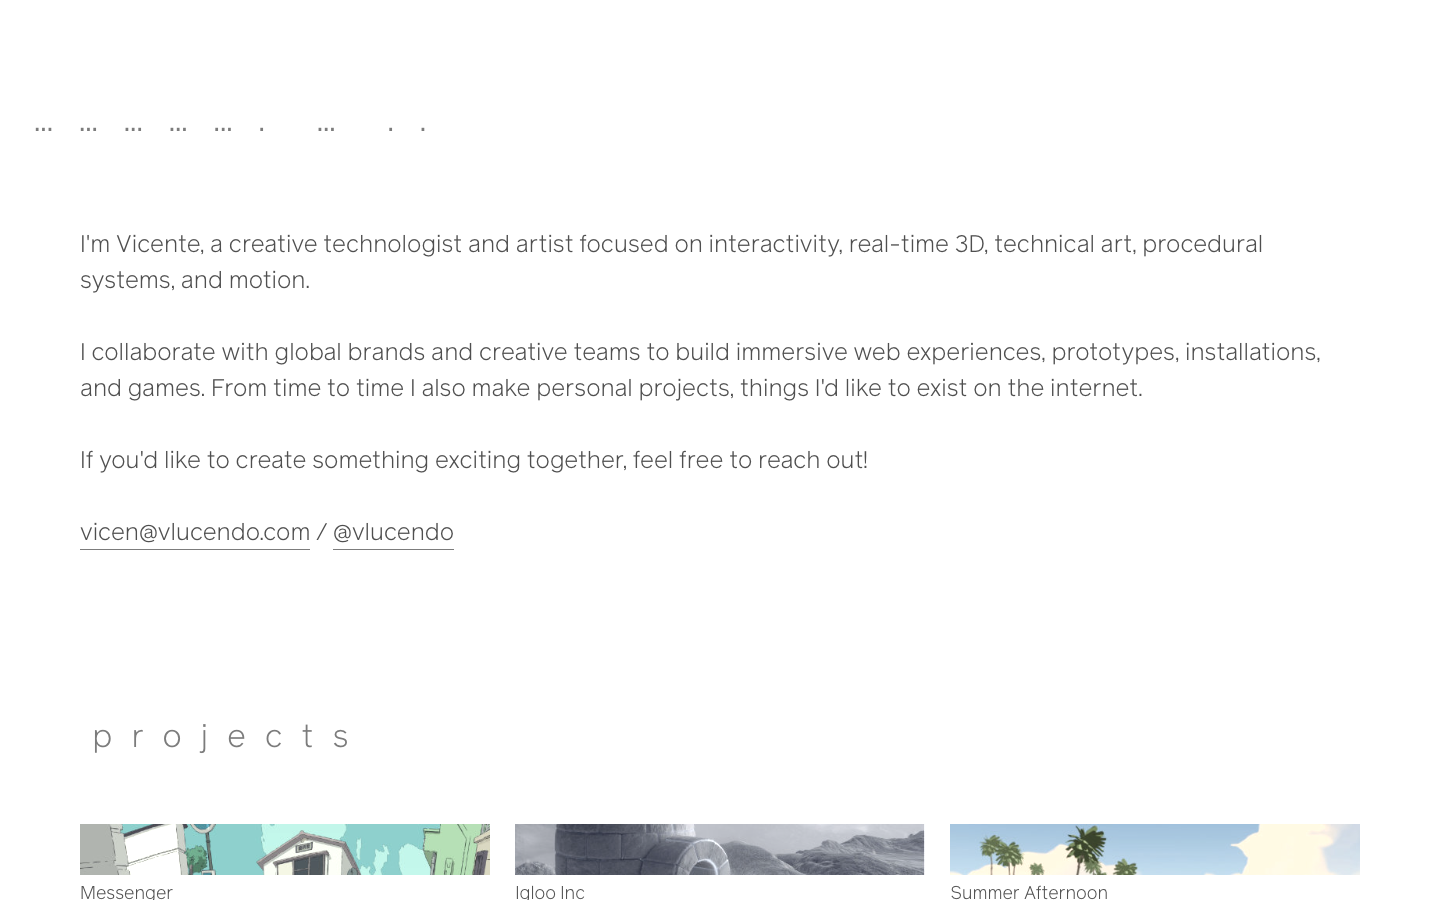 ... ... ... ... ... . ... . .
I'm Vicente, a creative technologist and artist focused on interactivity, real-time 3D, technical art, procedural
systems, and motion.
I collaborate with global brands and creative teams to build immersive web experiences, prototypes, installations,
and games. From time to time I also make personal projects, things I'd like to exist on the internet.
If you'd like to create something exciting together, feel free to reach out!
vicen@vlucendo.com / @vlucendo
projects
Messenger
Igloo Inc
Summer Afternoon